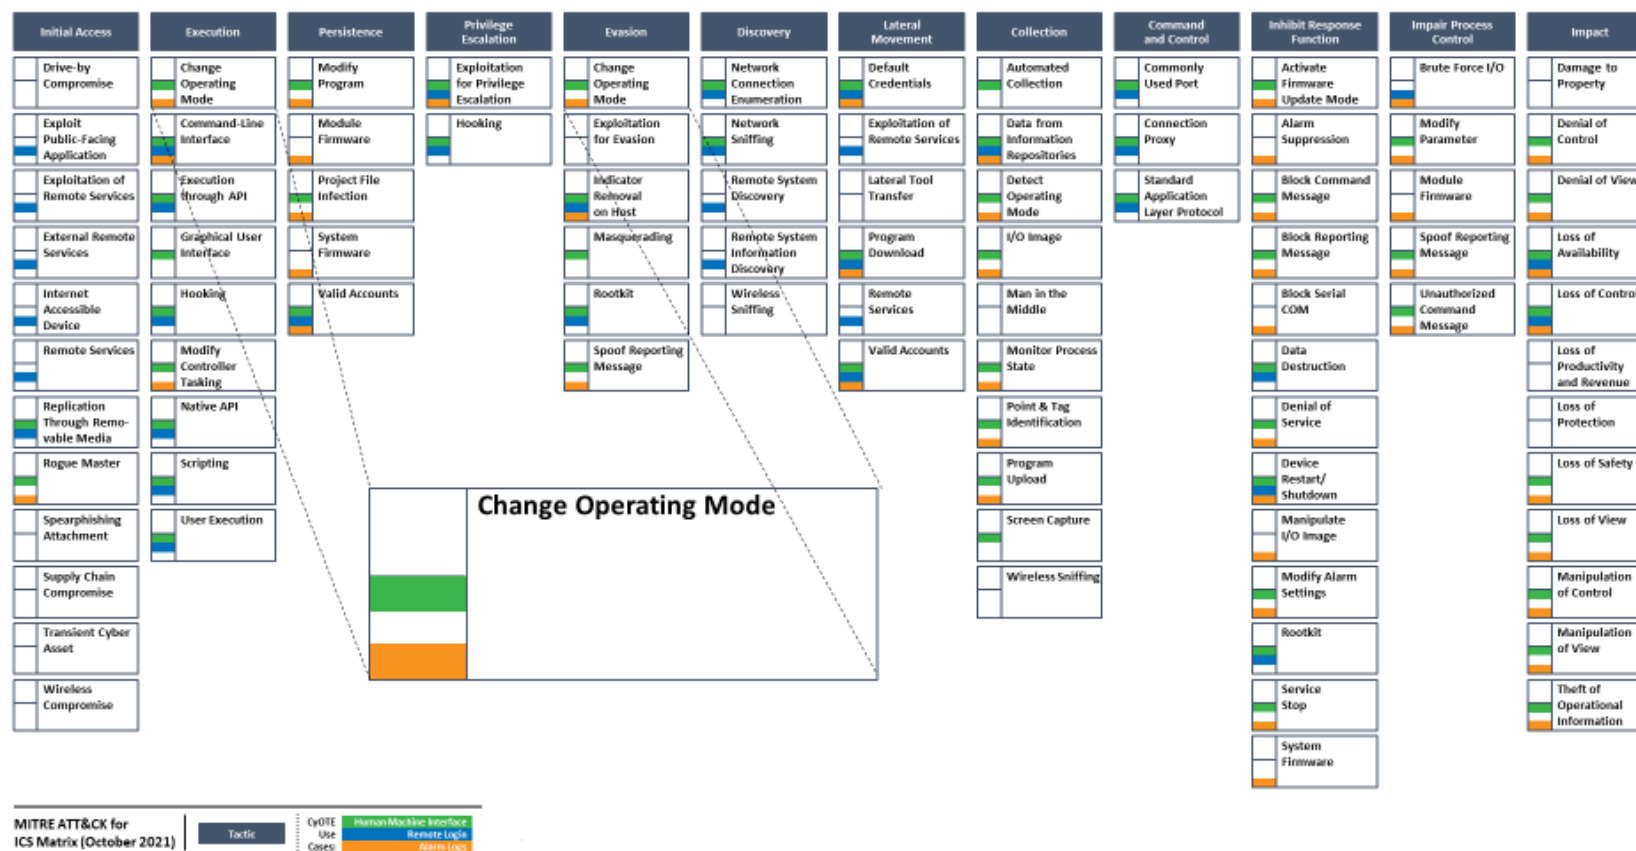 Initial Access
Drive-by
Compromise
Exploit
Public-Facing
Application
Exploitation of
Remote Services
External Remote
Services
Internet
Accessible
Device
Remote Services
Replication
Through Remo-
vable Media
Rogue Master
Spearphishing
Attachment
Supply Chain
Compromise
Transient Cyber
Asset
Wireless
Compromise
Execution
Change
Operating
Mode
Command-Line
Interface
Execution
through API
Graphical User
Interface
Hooking
Modify
Controller
Tasking
Native API
Scripting
User Execution
Persistence
Modify
Program
Module
Firmware
Project File
Infection
System
Firmware
Valid Accounts
Privilege
Escalation
Exploitation
for Privilege
Escalation
Hooking
Evasion
Change
Operating
Mode
Exploitation
for Evasion
Indicator
Removal
on Host
Masquerading
Rootkit
Spoof Reporting
Message
Discovery
Network
Connection
Enumeration
Network
Sniffing
Remote System
Discovery
Remote System
Information
Discovery
Wireless
Sniffing
Lateral
Movement
Default
Credentials
Exploitation of
Remote Services
Lateral Tool
Transfer
Program
Download
Remote
Services
Valid Accounts
Collection
Automated
Collection
Data from
Information
Repositories
Detect
Operating
Mode
I/O Image
Man in the
Middle
Monitor Process
State
Point & Tag
Identification
Program
Upload
Screen Capture
Wireless Sniffing
Command
and Control
Commonly
Used Port
Connection
Proxy
Standard
Application
Layer Protocol
Inhibit Response
Function
Activate
Firmware
Update Mode
Alarm
Suppression
Block Command
Message
Block Reporting
Message
Block Serial
COM
Data
Destruction
Denial of
Service
Device
Restart/
Shutdown
Manipulate
I/O Image
Modify Alarm
Settings
Rootkit
Service
Stop
System
Firmware
Impair Process
Control
Brute Force I/O
Modify
Parameter
Module
Firmware
Spoof Reporting
Message
Unauthorized
Command
Message
Impact
Damage to
Property
Denial of
Control
Denial of View
Loss of
Availability
Loss of Control
Loss of
Productivity
and Revenue
Loss of
Protection
Loss of Safety
Loss of View
Manipulation
of Control
Manipulation
of View
Theft of
Operational
Information
Change Operating Mode
MITRE ATT&CK for
ICS Matrix (October 2021)
Tactic
CyOTE
Use
Cases:
Human Machine Interface
Remote Login
Alarm Logs